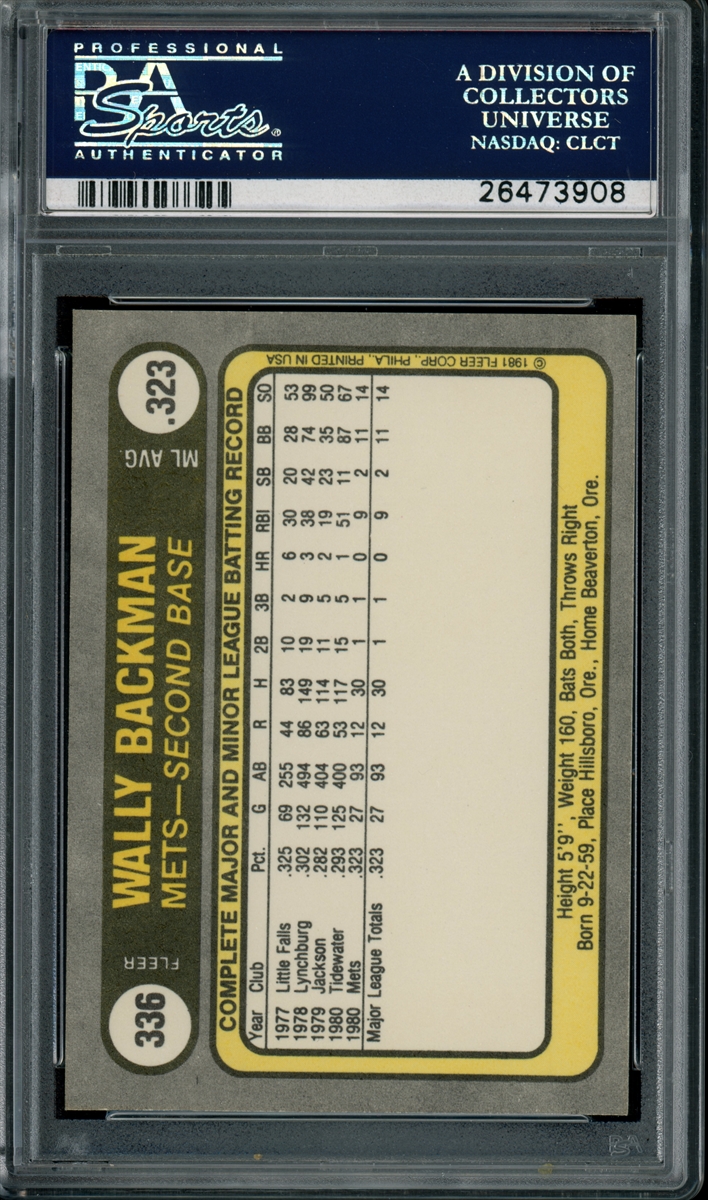 PROFESSIONAL
PSA
Sports
AUTHENTICATOR
A DIVISION OF
COLLECTORS
UNIVERSE
NASDAQ: CLCT
26473908
336
FLEER
WALLY BACKMAN
METS—SECOND BASE
ML AVG.
.323
COMPLETE MAJOR AND MINOR LEAGUE BATTING RECORD
Year Club Pct. G AB R H 2B 3B HR RBI SB BB SO
1977 Little Falls .325 69 255 44 83 10 2 6 30 20 28 53
1978 Lynchburg .302 132 494 86 149 19 9 3 38 42 74 99
1979 Jackson .282 110 404 63 114 11 5 2 19 23 35 50
1980 Tidewater .293 125 400 53 117 15 5 1 51 11 87 67
1980 Mets .323 27 93 12 30 1 1 0 9 2 11 14
Major League Totals .323 27 93 12 30 1 1 0 9 2 11 14
Height 5'9'', Weight 160, Bats Both, Throws Right
Born 9-22-59, Place Hillsboro, Ore., Home Beaverton, Ore.
© 1981 FLEER CORP., PHILA., PRINTED IN USA
PSA